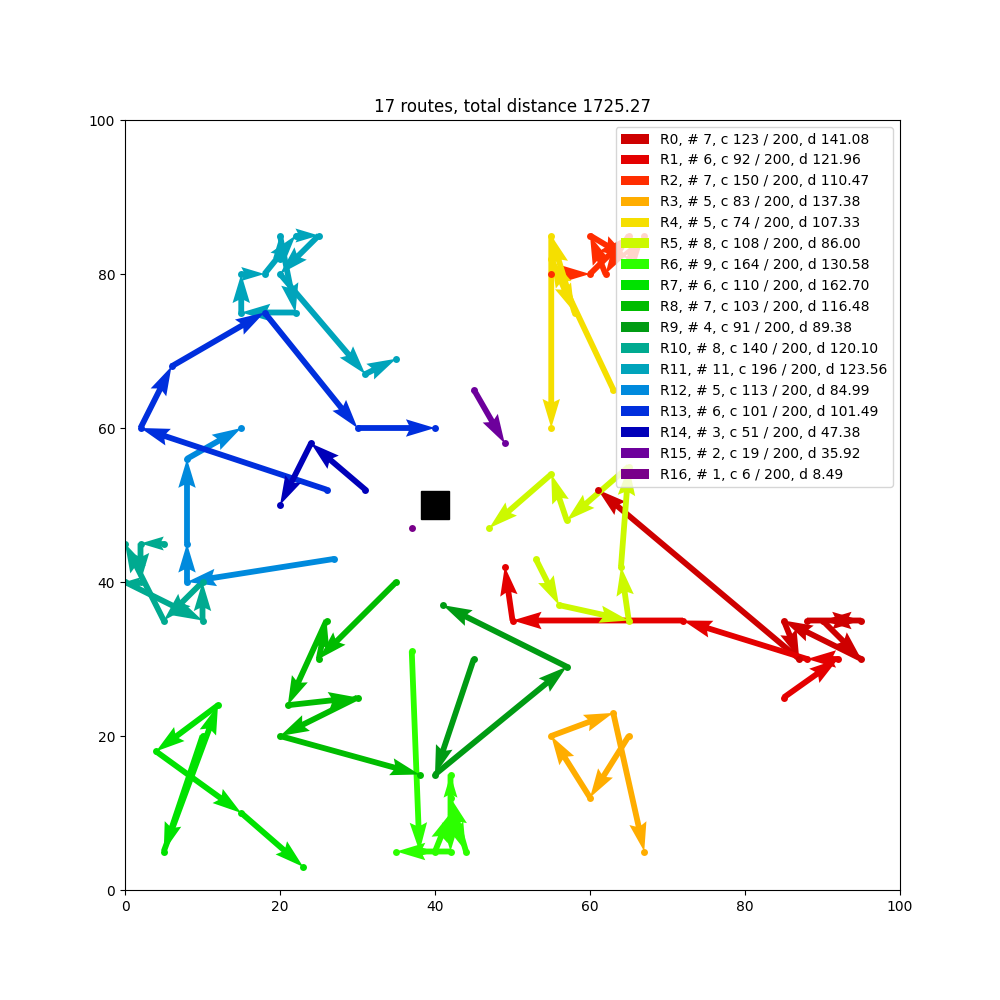 17 routes, total distance 1725.27
R0, # 7, c 123 / 200, d 141.08
R1, # 6, c 92 / 200, d 121.96
R2, # 7, c 150 / 200, d 110.47
R3, # 5, c 83 / 200, d 137.38
R4, # 5, c 74 / 200, d 107.33
R5, # 8, c 108 / 200, d 86.00
R6, # 9, c 164 / 200, d 130.58
R7, # 6, c 110 / 200, d 162.70
R8, # 7, c 103 / 200, d 116.48
R9, # 4, c 91 / 200, d 89.38
R10, # 8, c 140 / 200, d 120.10
R11, # 11, c 196 / 200, d 123.56
R12, # 5, c 113 / 200, d 84.99
R13, # 6, c 101 / 200, d 101.49
R14, # 3, c 51 / 200, d 47.38
R15, # 2, c 19 / 200, d 35.92
R16, # 1, c 6 / 200, d 8.49
100
80
60
40
20
0
0 20 40 60 80 100